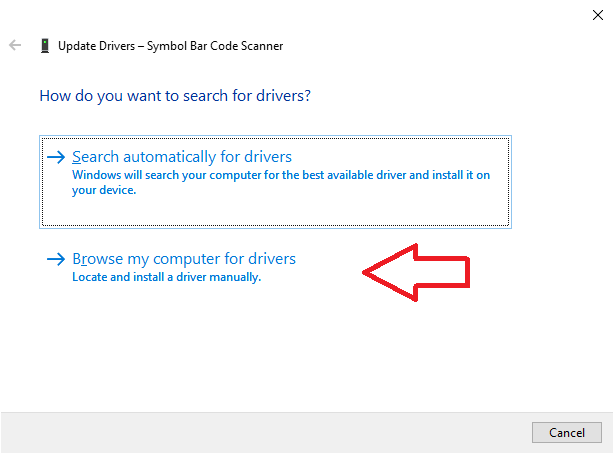 Update Drivers – Symbol Bar Code Scanner
How do you want to search for drivers?
Search automatically for drivers
Windows will search your computer for the best available driver and install it on
your device.
Browse my computer for drivers
Locate and install a driver manually.
Cancel